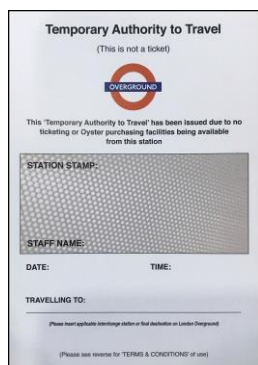 Temporary Authority to Travel
(This is not a ticket)
OVERGROUND
This 'Temporary Authority to Travel' has been issued due to no
ticketing or Oyster purchasing facilities being available
from this station
STATION STAMP:
STAFF NAME:
DATE: TIME:
TRAVELLING TO:
(Please insert applicable interchange station or final destination on London Overground)
(Please see reverse for 'TERMS & CONDITIONS' of use)